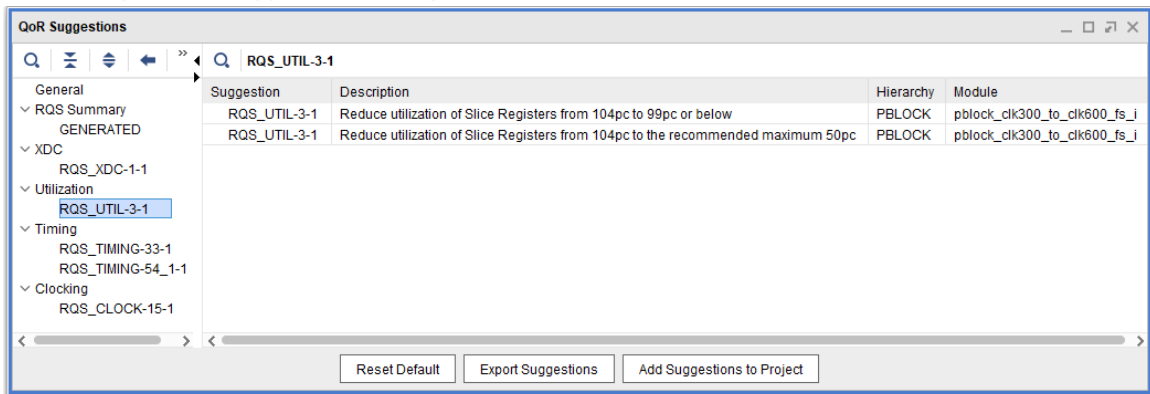 QoR Suggestions
RQS_UTIL-3-1
General
RQS Summary
GENERATED
XDC
RQS_XDC-1-1
Utilization
RQS_UTIL-3-1
Timing
RQS_TIMING-33-1
RQS_TIMING-54_1-1
Clocking
RQS_CLOCK-15-1
Suggestion Description Hierarchy Module
RQS_UTIL-3-1 Reduce utilization of Slice Registers from 104pc to 99pc or below PBLOCK pblock_clk300_to_clk600_fs_i
RQS_UTIL-3-1 Reduce utilization of Slice Registers from 104pc to the recommended maximum 50pc PBLOCK pblock_clk300_to_clk600_fs_i
Reset Default Export Suggestions Add Suggestions to Project